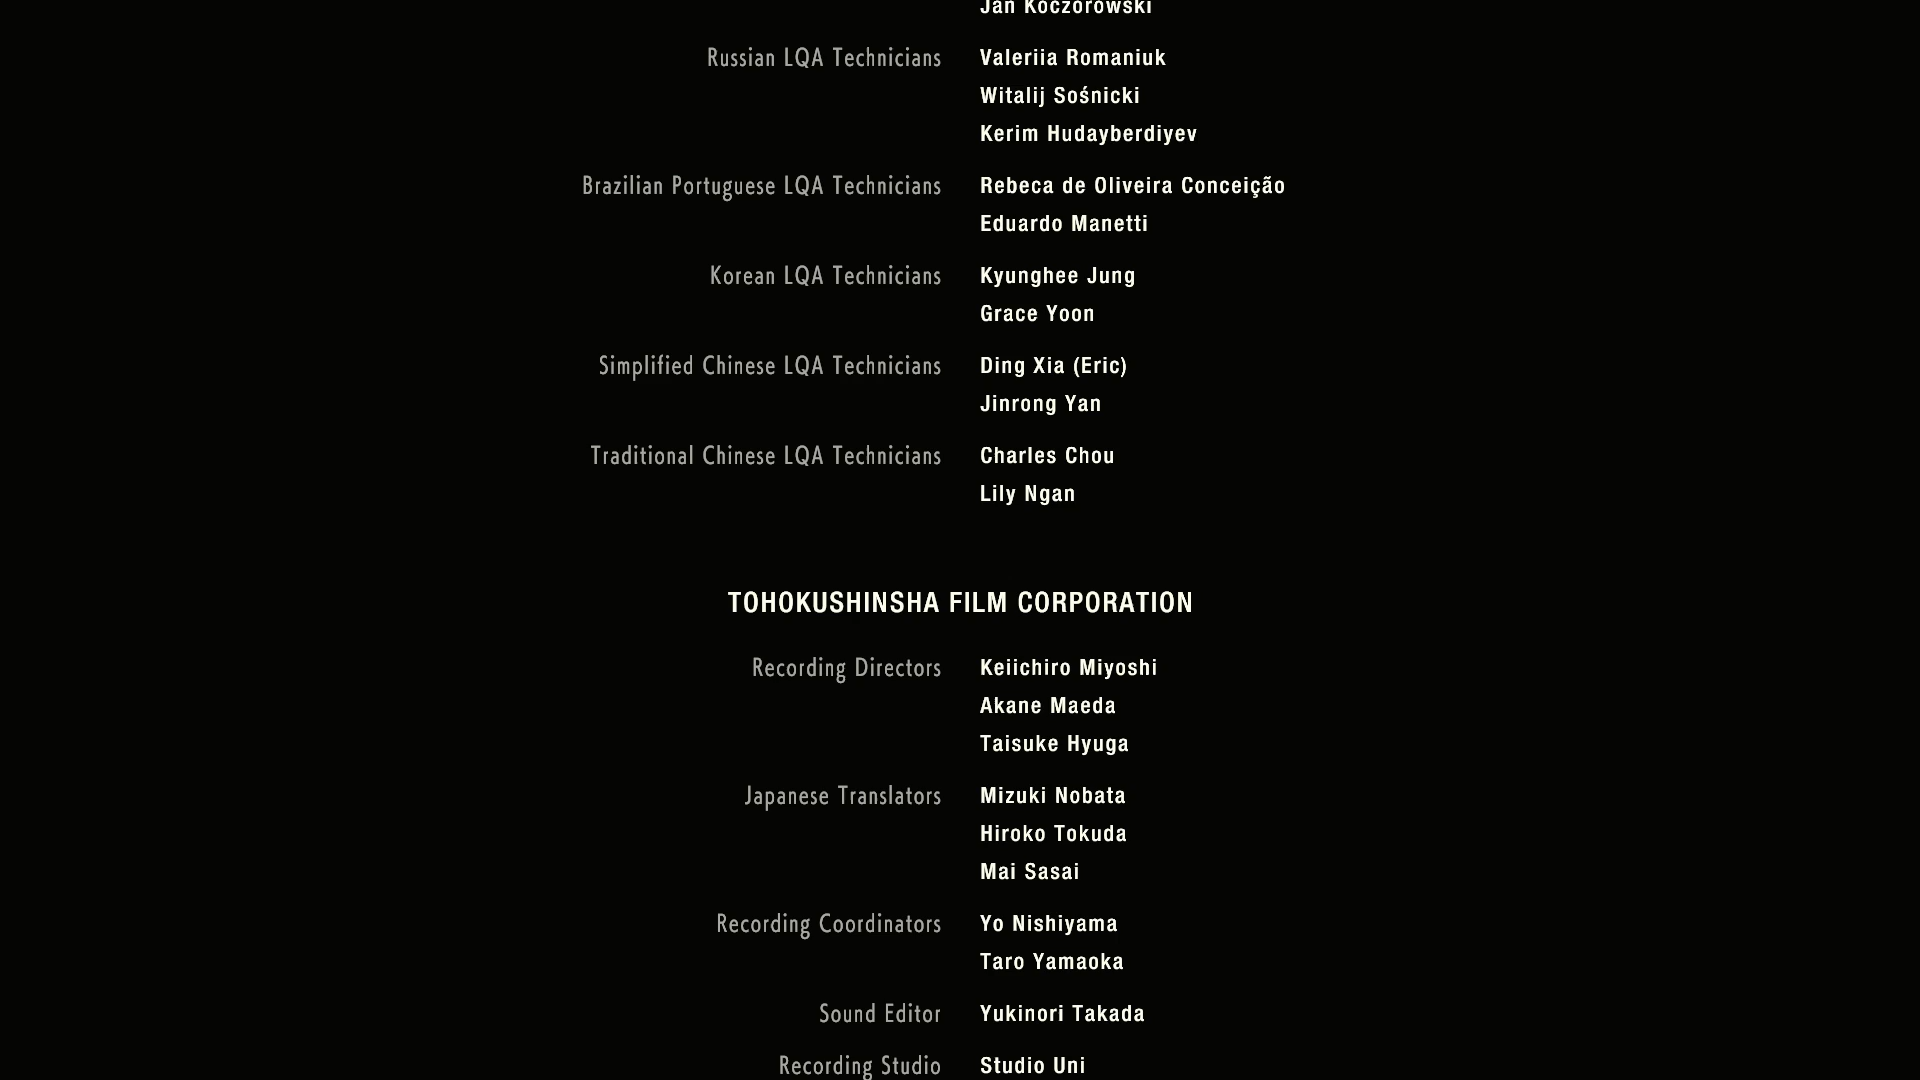 Jan Koczorowski
Russian LQA Technicians Valeriia Romaniuk
Witalij Sośnicki
Kerim Hudayberdiyev
Brazilian Portuguese LQA Technicians Rebeca de Oliveira Conceição
Eduardo Manetti
Korean LQA Technicians Kyunghee Jung
Grace Yoon
Simplified Chinese LQA Technicians Ding Xia (Eric)
Jinrong Yan
Traditional Chinese LQA Technicians Charles Chou
Lily Ngan
TOHOKUSHINSHA FILM CORPORATION
Recording Directors Keiichiro Miyoshi
Akane Maeda
Taisuke Hyuga
Japanese Translators Mizuki Nobata
Hiroko Tokuda
Mai Sasai
Recording Coordinators Yo Nishiyama
Taro Yamaoka
Sound Editor Yukinori Takada
Recording Studio Studio Uni